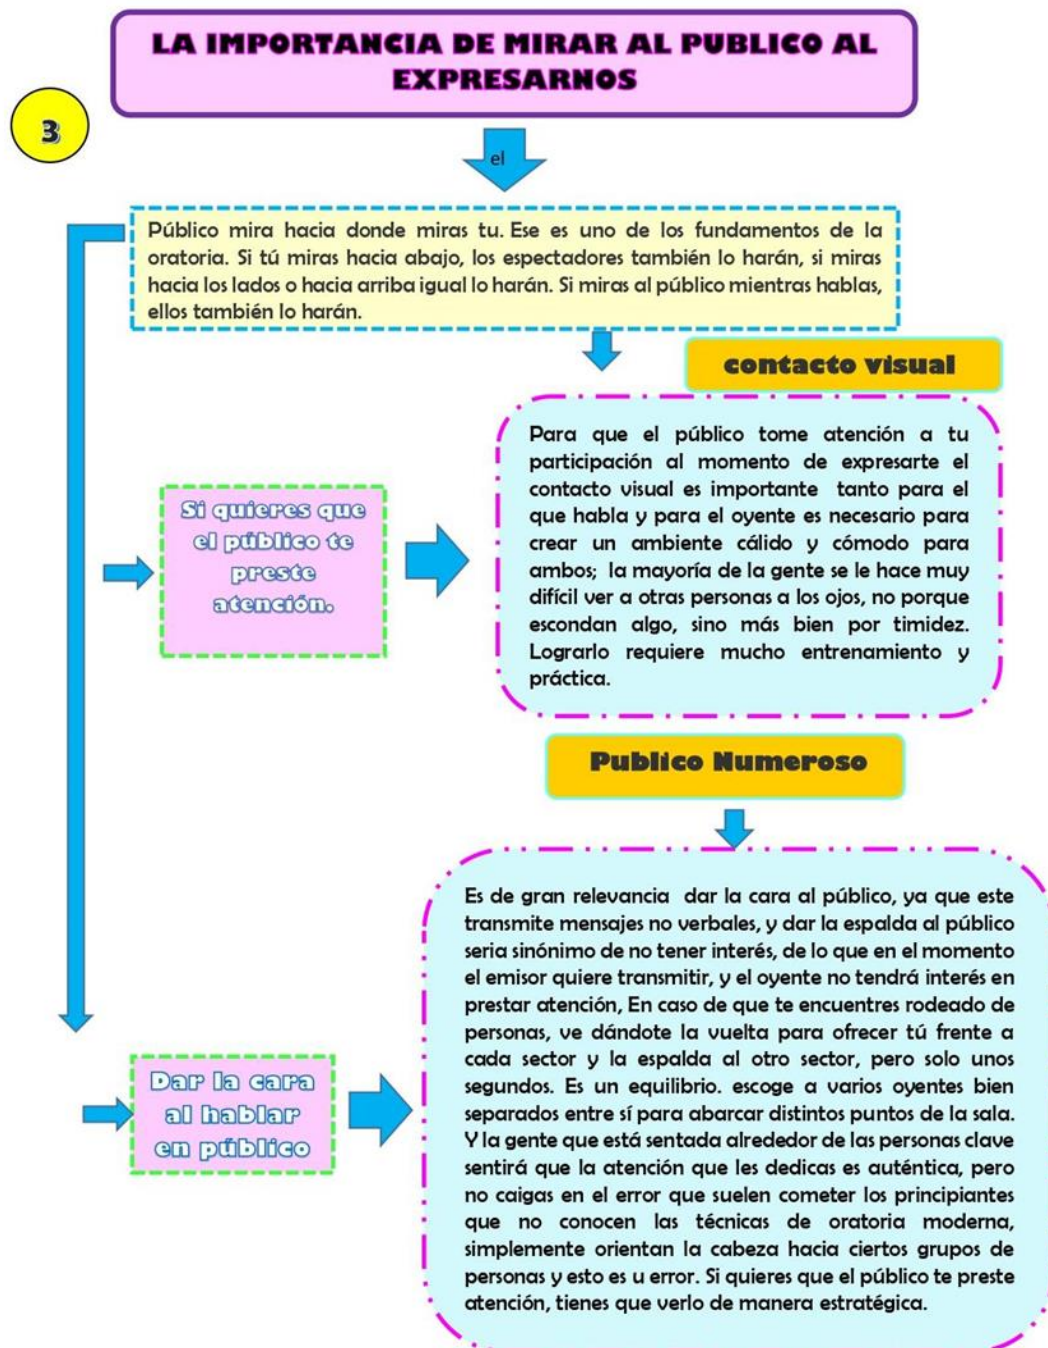 LA IMPORTANCIA DE MIRAR AL PUBLICO AL
EXPRESARNOS
3
el
Público mira hacia donde miras tu. Ese es uno de los fundamentos de la
oratoria. Si tú miras hacia abajo, los espectadores también lo harán, si miras
hacia los lados o hacia arriba igual lo harán. Si miras al público mientras hablas,
ellos también lo harán.
contacto visual
Si quieres que
el público te
preste
atención.
Para que el público tome atención a tu
participación al momento de expresarte el
contacto visual es importante tanto para el
que habla y para el oyente es necesario para
crear un ambiente cálido y cómodo para
ambos; la mayoría de la gente se le hace muy
difícil ver a otras personas a los ojos, no porque
escondan algo, sino más bien por timidez.
Lograrlo requiere mucho entrenamiento y
práctica.
Publico Numeroso
Dar la cara
al hablar
en público
Es de gran relevancia dar la cara al público, ya que este
transmite mensajes no verbales, y dar la espalda al público
seria sinónimo de no tener interés, de lo que en el momento
el emisor quiere transmitir, y el oyente no tendrá interés en
prestar atención, En caso de que te encuentres rodeado de
personas, ve dándote la vuelta para ofrecer tú frente a
cada sector y la espalda al otro sector, pero solo unos
segundos. Es un equilibrio. escoge a varios oyentes bien
separados entre sí para abarcar distintos puntos de la sala.
Y la gente que está sentada alrededor de las personas clave
sentirá que la atención que les dedicas es auténtica, pero
no caigas en el error que suelen cometer los principiantes
que no conocen las técnicas de oratoria moderna,
simplemente orientan la cabeza hacia ciertos grupos de
personas y esto es u error. Si quieres que el público te preste
atención, tienes que verlo de manera estratégica.